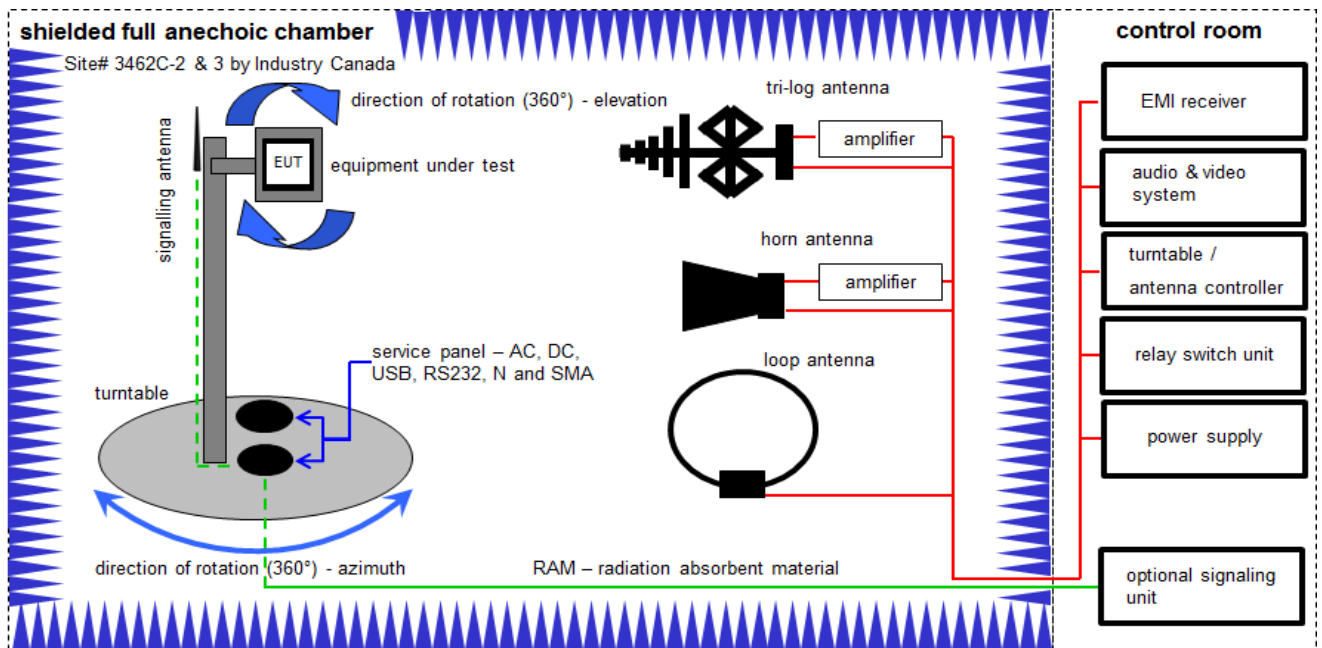 shielded full anechoic chamber
Site# 3462C-2 & 3 by Industry Canada
direction of rotation (360°) - elevation
signalling antenna
EUT
equipment under test
tri-log antenna
amplifier
horn antenna
amplifier
loop antenna
service panel – AC, DC,
USB, RS232, N and SMA
turntable
direction of rotation (360°) - azimuth
RAM – radiation absorbent material
control room
EMI receiver
audio & video
system
turntable /
antenna controller
relay switch unit
power supply
optional signaling
unit